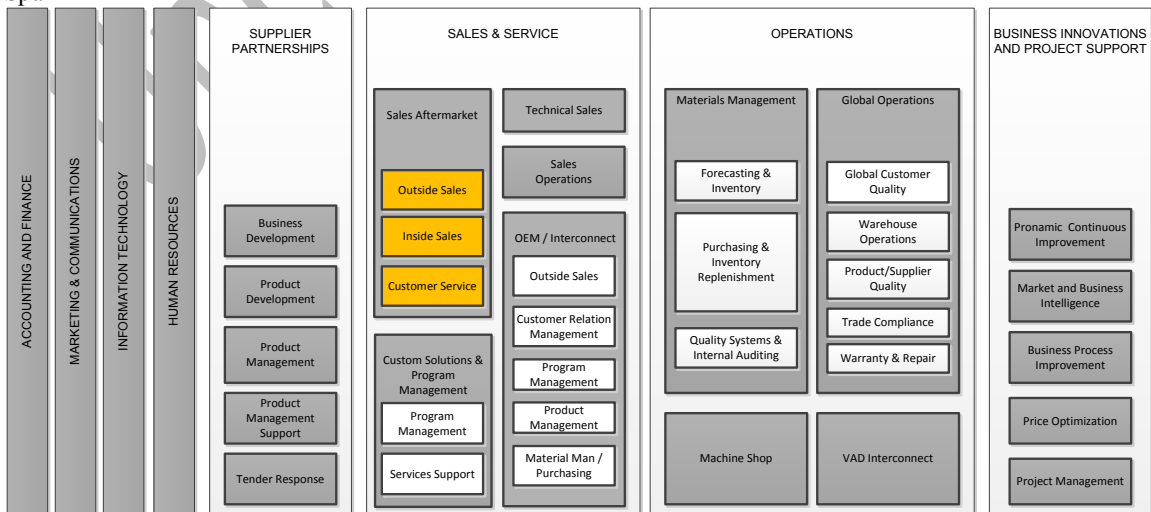 ACCOUNTING AND FINANCE
MARKETING & COMMUNICATIONS
INFORMATION TECHNOLOGY
HUMAN RESOURCES
SUPPLIER
PARTNERSHIPS
Business
Development
Product
Development
Product
Management
Product
Management
Support
Tender Response
SALES & SERVICE
Sales Aftermarket
Outside Sales
Inside Sales
Customer Service
Custom Solutions &
Program
Management
Program
Management
Services Support
Technical Sales
Sales
Operations
OEM / Interconnect
Outside Sales
Customer Relation
Management
Program
Management
Product
Management
Material Man /
Purchasing
OPERATIONS
Materials Management
Forecasting &
Inventory
Purchasing &
Inventory
Replenishment
Quality Systems &
Internal Auditing
Global Operations
Global Customer
Quality
Warehouse
Operations
Product/Supplier
Quality
Trade Compliance
Warranty & Repair
Machine Shop
VAD Interconnect
BUSINESS INNOVATIONS
AND PROJECT SUPPORT
Pronamic Continuous
Improvement
Market and Business
Intelligence
Business Process
Improvement
Price Optimization
Project Management